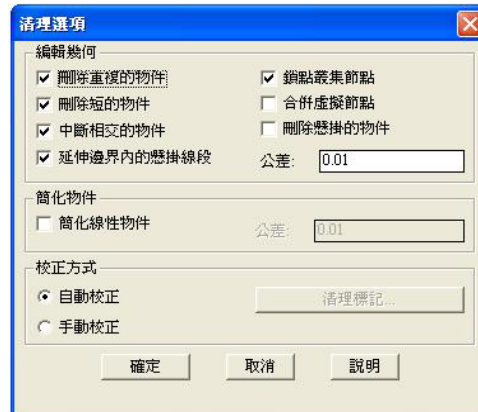 清理選項
編輯幾何
刪除重複的物件
鎖點叢集節點
刪除短的物件
合併虛擬節點
中斷相交的物件
刪除懸掛的物件
延伸邊界內的懸掛線段
公差: 0.01
簡化物件
簡化線性物件
公差: 0.01
校正方式
自動校正
清理標記...
手動校正
確定 取消 說明